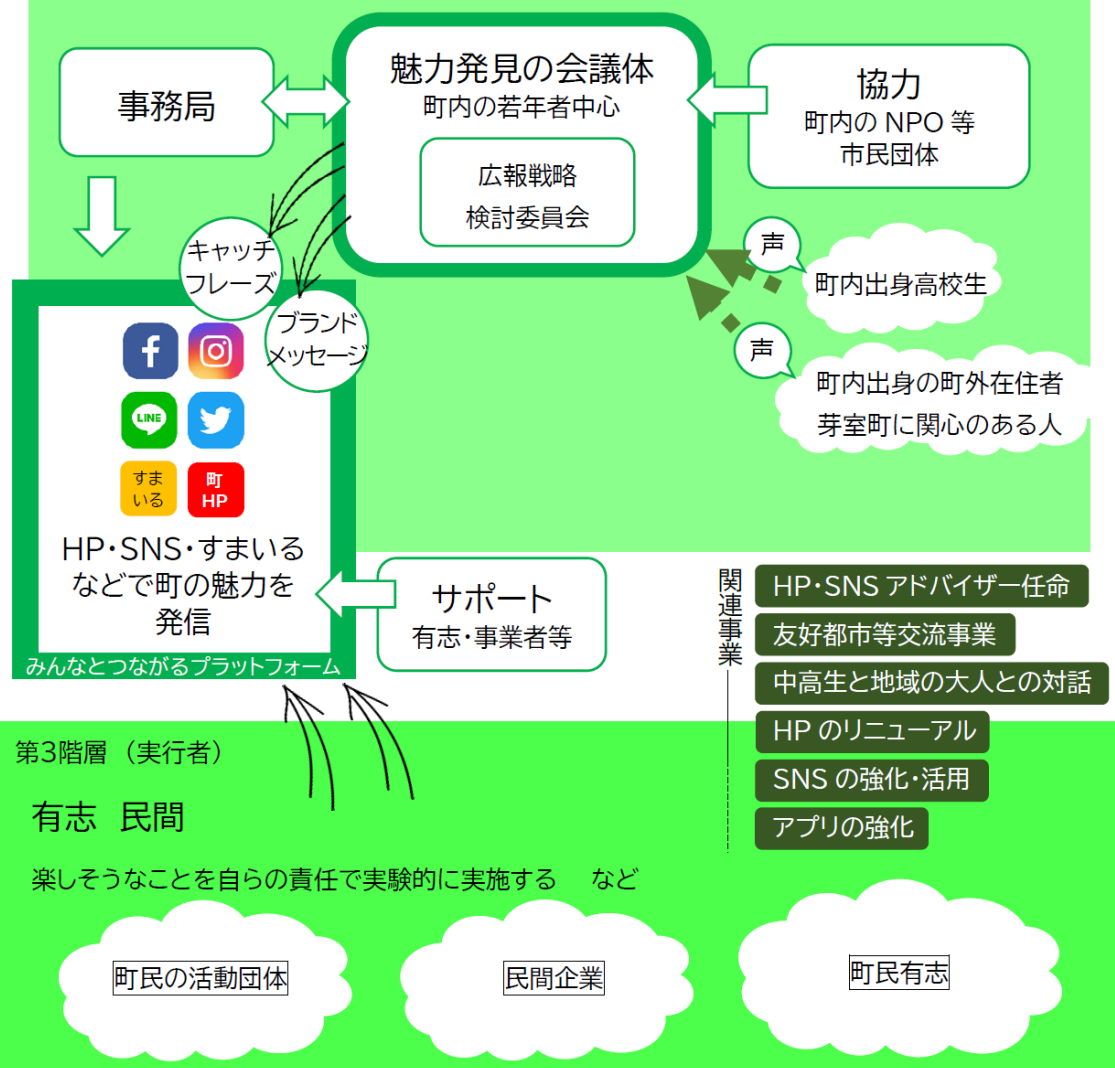 事務局
魅力発見の会議体
町内の若年者中心
広報戦略
検討委員会
協力
町内の NPO 等
市民団体
キャッチ
フレーズ
ブランド
メッセージ
声
町内出身高校生
声
町内出身の町外在住者
芽室町に関心のある人
LINE
すま
いる
町
HP
HP・SNS・すまいる
などで町の魅力を
発信
みんなとつながるプラットフォーム
サポート
有志・事業者等
関連事業
HP・SNS アドバイザー任命
友好都市等交流事業
中高生と地域の大人との対話
HP のリニューアル
SNS の強化・活用
アプリの強化
第3階層 （実行者）
有志 民間
楽しそうなことを自らの責任で実験的に実施する など
町民の活動団体
民間企業
町民有志